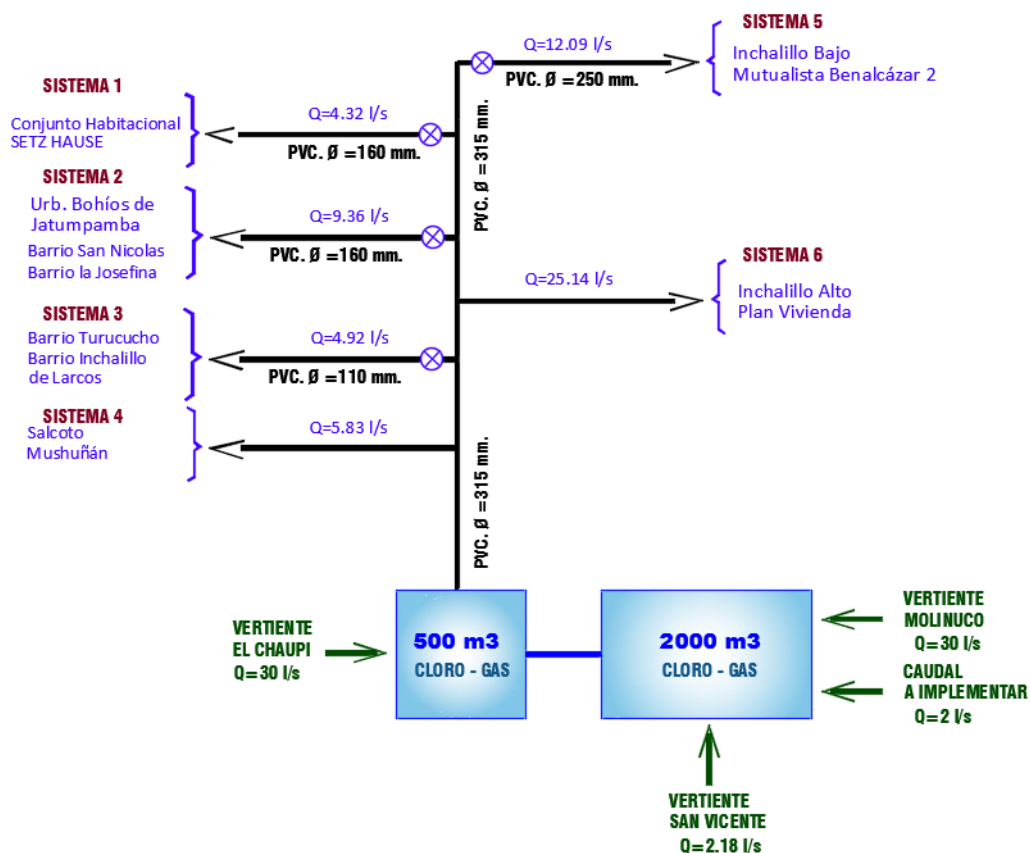 SISTEMA 1
Conjunto Habitacional
SETZ HAUSE
Q=4.32 l/s
PVC. Ø =160 mm.
SISTEMA 2
Urb. Bohíos de
Jatumpamba
Barrio San Nicolas
Barrio la Josefina
Q=9.36 l/s
PVC. Ø =160 mm.
SISTEMA 3
Barrio Turucucho
Barrio Inchalillo
de Larcos
Q=4.92 l/s
PVC. Ø =110 mm.
SISTEMA 4
Salcoto
Mushuñán
Q=5.83 l/s
SISTEMA 5
Inchalillo Bajo
Mutualista Benalcázar 2
Q=12.09 l/s
PVC. Ø =250 mm.
PVC. Ø =315 mm.
SISTEMA 6
Inchalillo Alto
Plan Vivienda
Q=25.14 l/s
PVC. Ø =315 mm.
VERTIENTE
EL CHAUPI
Q=30 l/s
500 m3
CLORO - GAS
2000 m3
CLORO - GAS
VERTIENTE
MOLINUCO
Q=30 l/s
CAUDAL
A IMPLEMENTAR
Q=2 l/s
VERTIENTE
SAN VICENTE
Q=2.18 l/s